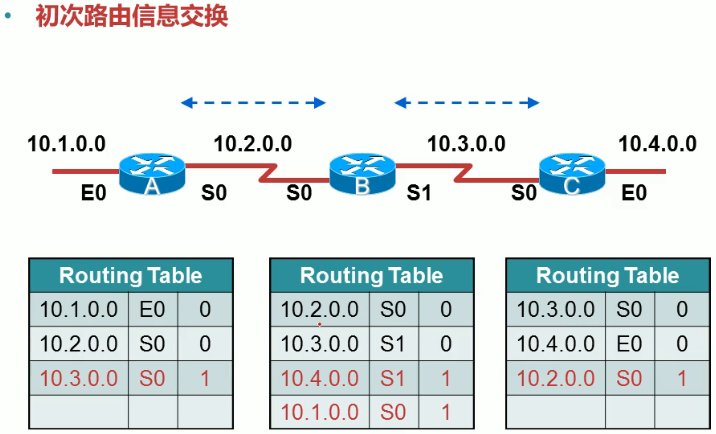 • 初次路由信息交换
10.1.0.0 10.2.0.0 10.3.0.0 10.4.0.0
A B C
E0 S0 S0 S1 S0 E0
Routing Table
10.1.0.0 E0 0
10.2.0.0 S0 0
10.3.0.0 S0 1
Routing Table
10.2.0.0 S0 0
10.3.0.0 S1 0
10.4.0.0 S1 1
10.1.0.0 S0 1
Routing Table
10.3.0.0 S0 0
10.4.0.0 E0 0
10.2.0.0 S0 1